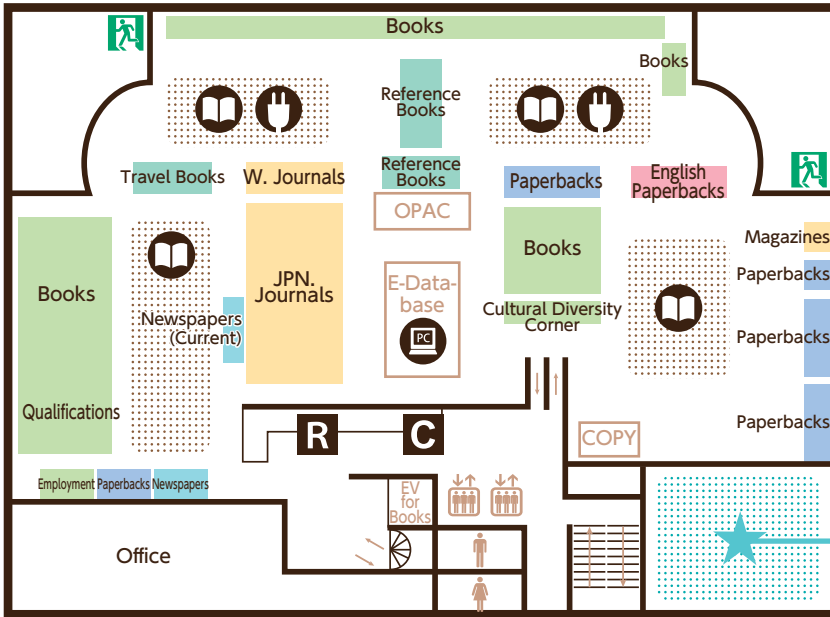 Books
Books
Reference
Books
Travel Books
W. Journals
Reference
Books
Paperbacks
English
Paperbacks
OPAC
Books
JPN.
Journals
E-Data-
base
PC
Books
Cultural Diversity
Corner
Magazines
Paperbacks
Newspapers
(Current)
Paperbacks
Qualifications
Paperbacks
R
C
COPY
Employment
Paperbacks
Newspapers
EV
for
Books
Office